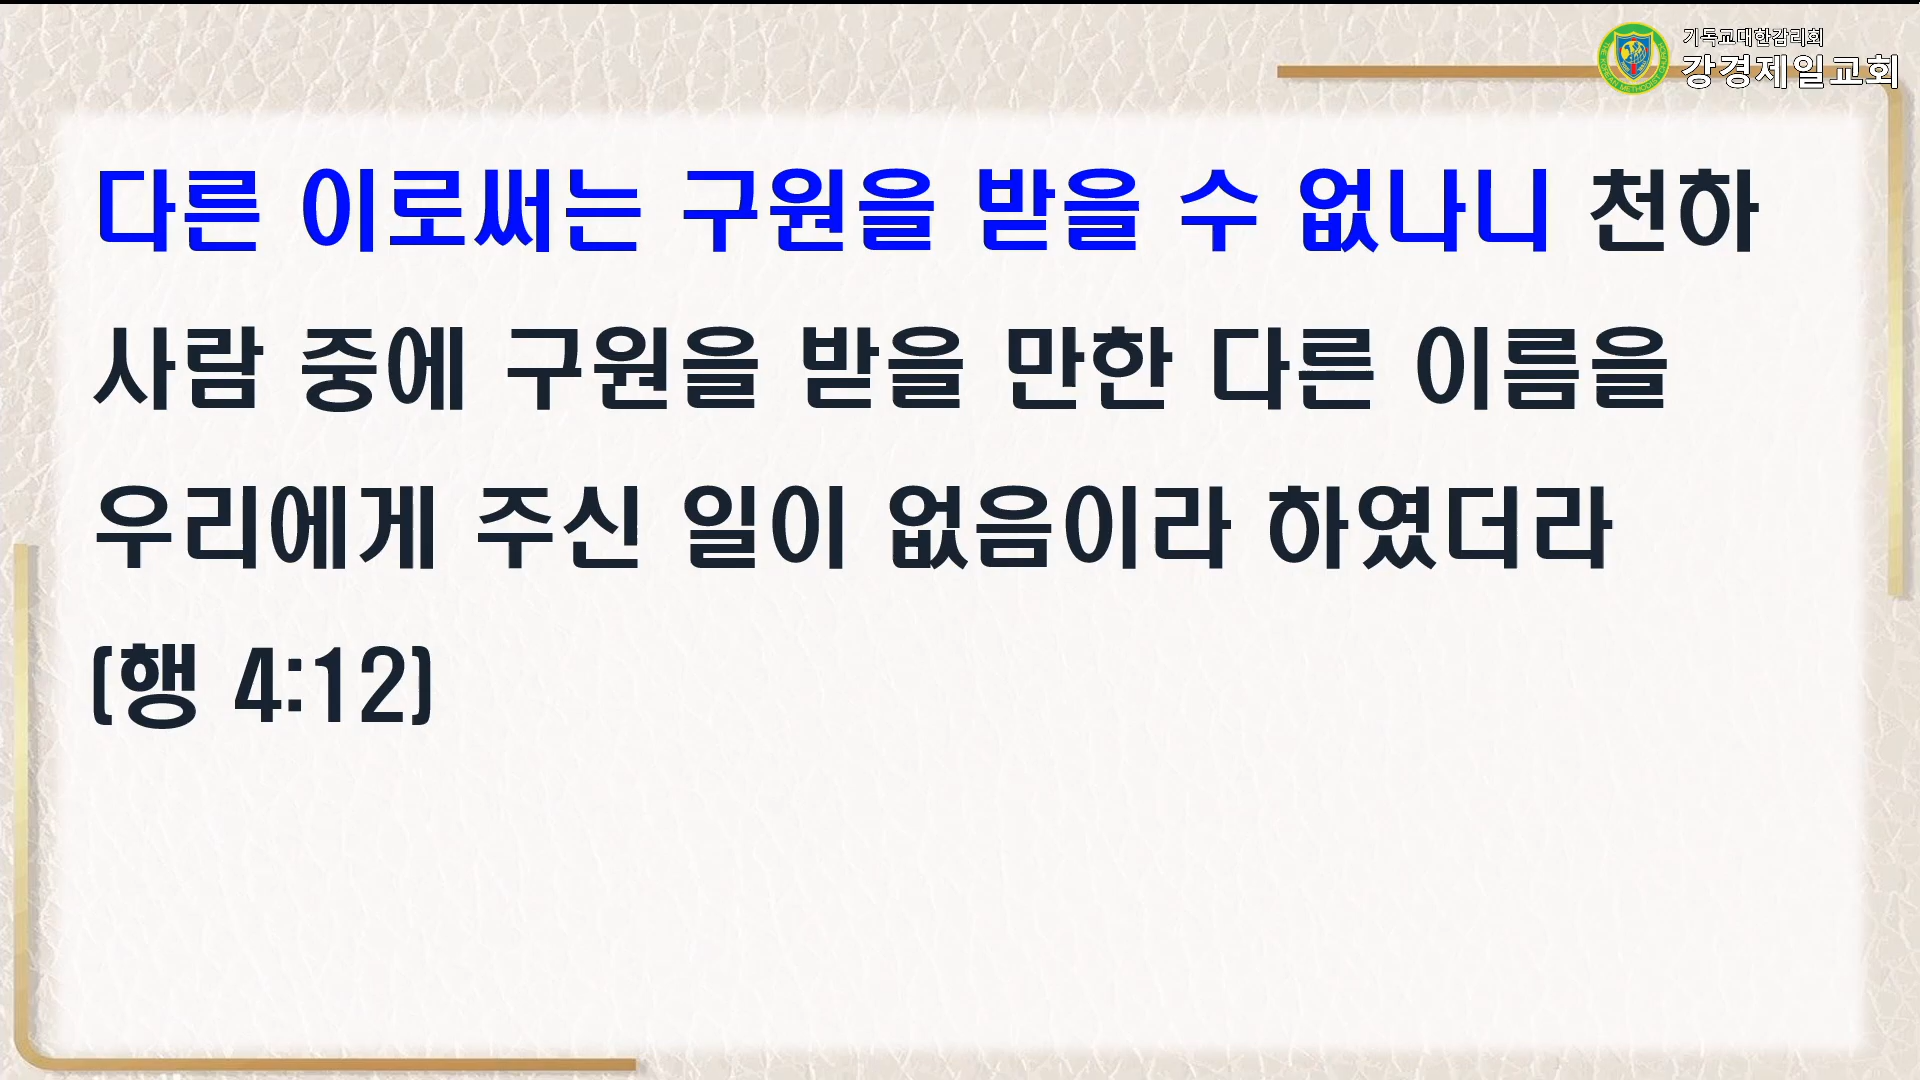 기독교대한감리회
강경제일교회
다른 이로써는 구원을 받을 수 없나니 천하
사람 중에 구원을 받을 만한 다른 이름을
우리에게 주신 일이 없음이라 하였더라
(행 4:12)